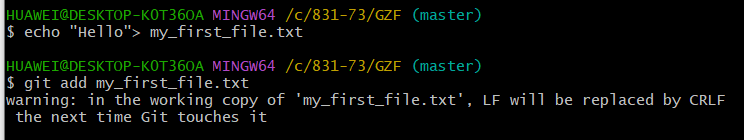 HUAWEI@DESKTOP-K0T36OA MINGW64 /c/831-73/GZF (master)
$ echo "Hello"> my_first_file.txt
HUAWEI@DESKTOP-K0T36OA MINGW64 /c/831-73/GZF (master)
$ git add my_first_file.txt
warning: in the working copy of 'my_first_file.txt', LF will be replaced by CRLF
 the next time Git touches it